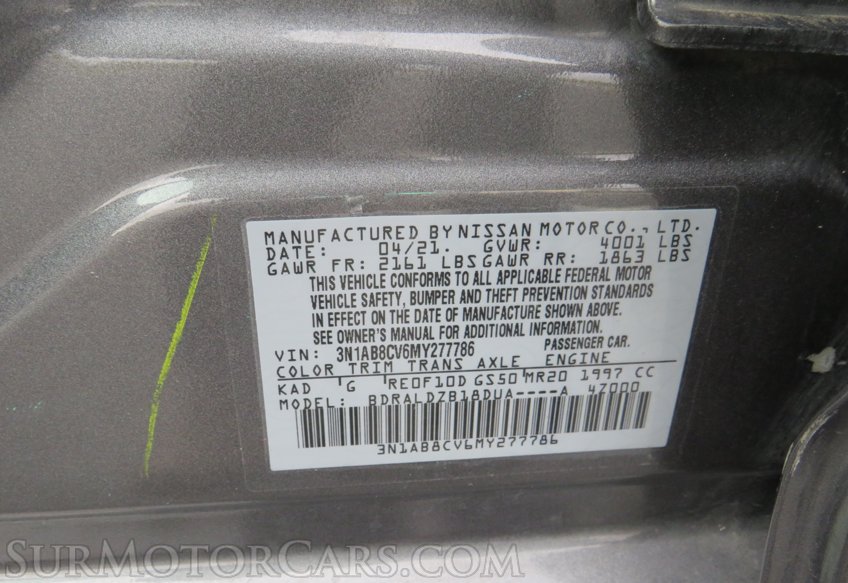 MANUFACTURED BY NISSAN MOTOR CO., LTD.
DATE: 04/21. GVWR: 4001 LBS
GAWR FR: 2161 LBS GAWR RR: 1863 LBS
THIS VEHICLE CONFORMS TO ALL APPLICABLE FEDERAL MOTOR
VEHICLE SAFETY, BUMPER AND THEFT PREVENTION STANDARDS
IN EFFECT ON THE DATE OF MANUFACTURE SHOWN ABOVE.
SEE OWNER'S MANUAL FOR ADDITIONAL INFORMATION.
VIN: 3N1AB8CV6MY277786 PASSENGER CAR.
COLOR TRIM TRANS AXLE ENGINE
KAD G RE0F10D GS50 MR20 1997 CC
MODEL: BDRALDZB18DUA----A 47000
3N1AB8CV6MY277786
SURMOTORCARS.COM